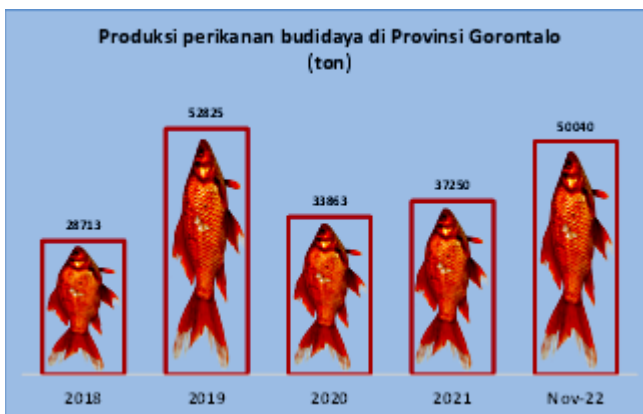 Produksi perikanan budidaya di Provinsi Gorontalo
(ton)
52825
50040
37250
33863
28713
2018 2019 2020 2021 Nov-22